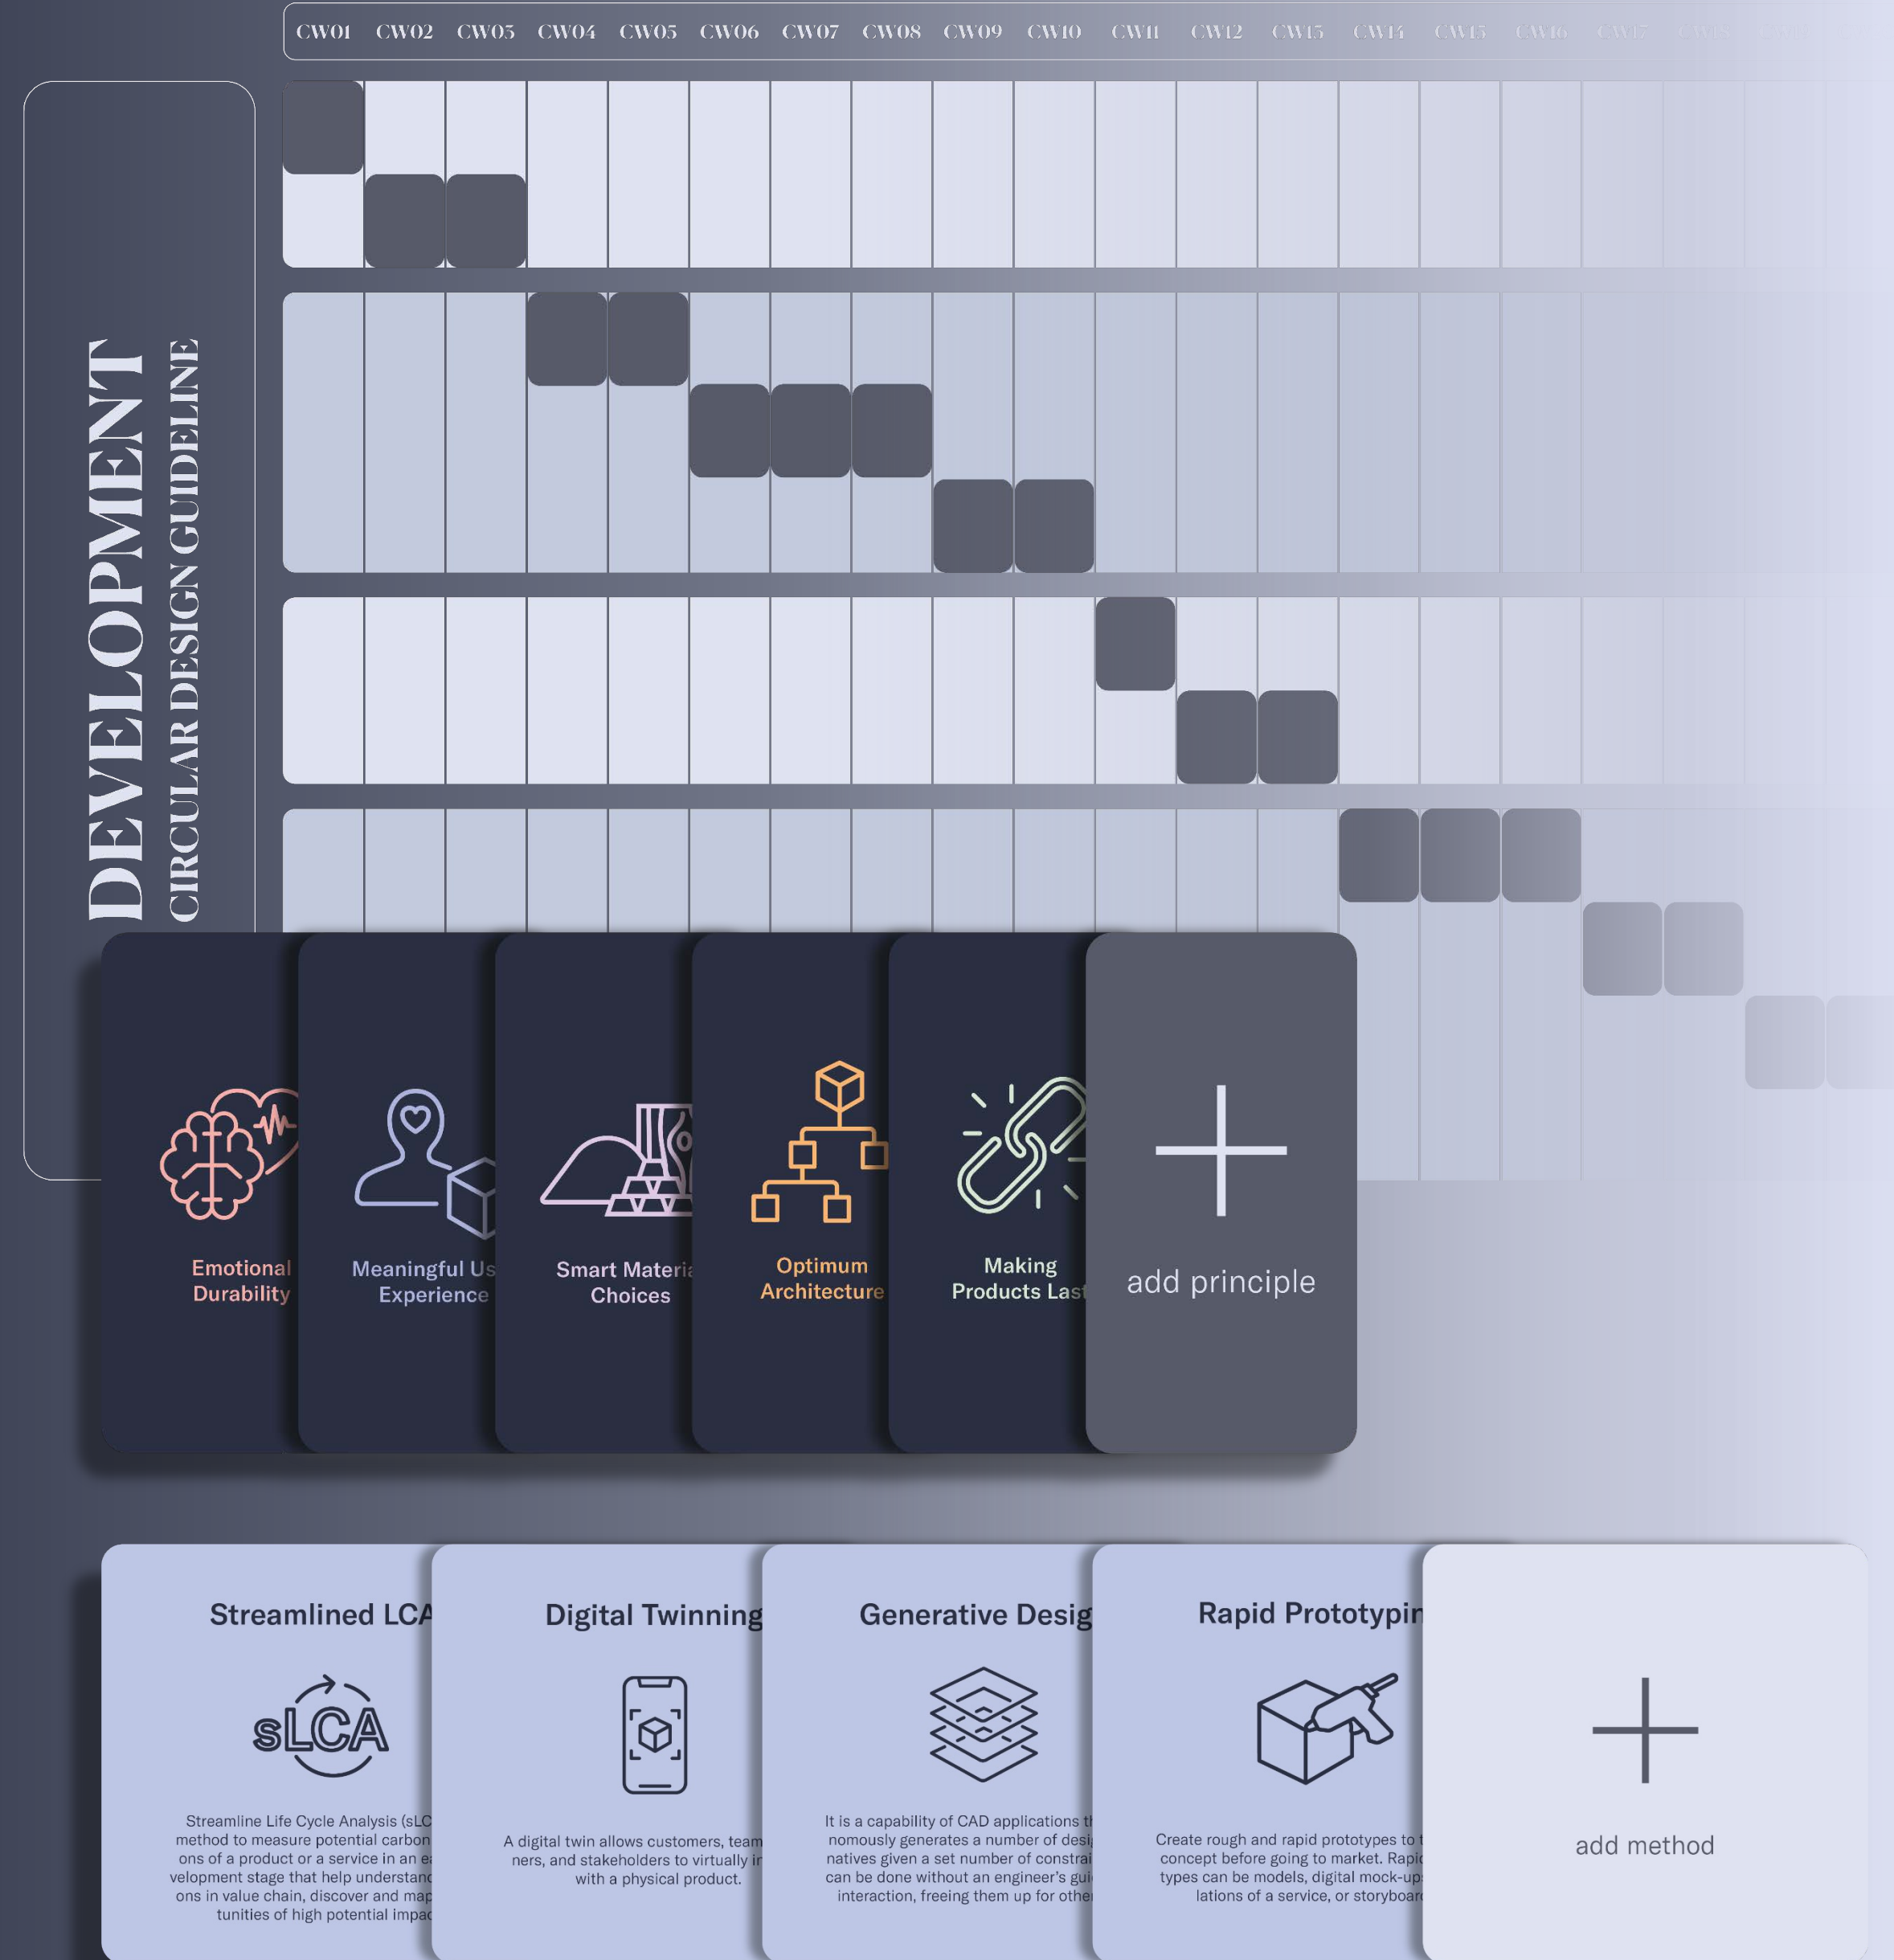 CW01 CW02 CW03 CW04 CW05 CW06 CW07 CW08 CW09 CW10 CW11 CW12 CW13 CW14 CW15 CW16 CW17 CW18
DEVELOPMENT
CIRCULAR DESIGN GUIDELINE
Emotional
Durability
Meaningful Us
Experience
Smart Materia
Choices
Optimum
Architecture
Making
Products Last
add principle
Streamlined LCA
sLCA
Streamline Life Cycle Analysis (sLC
method to measure potential carbon
ons of a product or a service in an ea
velopment stage that help understand
ons in value chain, discover and map
tunities of high potential impac
Digital Twinning
A digital twin allows customers, team
ners, and stakeholders to virtually in
with a physical product.
Generative Desig
It is a capability of CAD applications th
nomously generates a number of desig
natives given a set number of constrai
can be done without an engineer's gui
interaction, freeing them up for othe
Rapid Prototypin
Create rough and rapid prototypes to t
concept before going to market. Rapid
types can be models, digital mock-up
lations of a service, or storyboard
add method